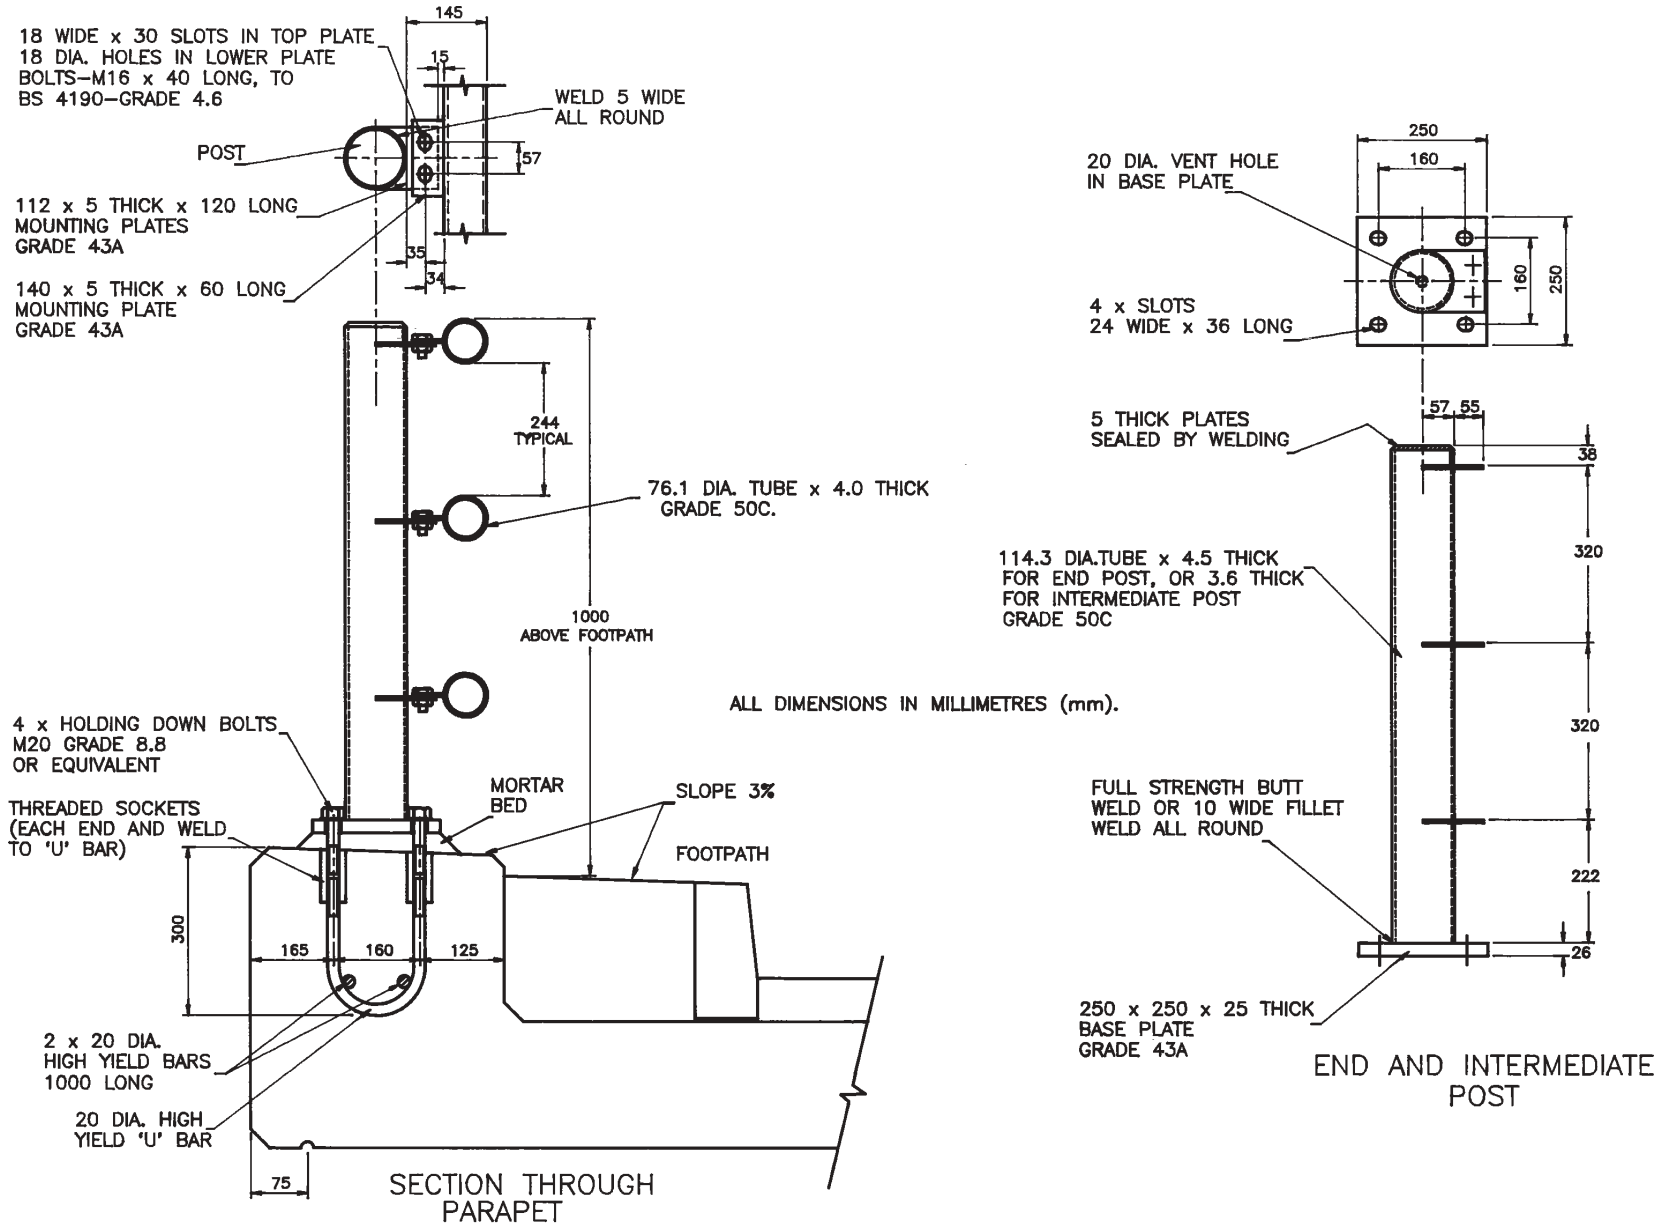 145
18 WIDE x 30 SLOTS IN TOP PLATE
18 DIA. HOLES IN LOWER PLATE
BOLTS-M16 x 40 LONG, TO
BS 4190-GRADE 4.6
15
WELD 5 WIDE
ALL ROUND
POST
57
112 x 5 THICK x 120 LONG
MOUNTING PLATES
GRADE 43A
35
34
140 x 5 THICK x 60 LONG
MOUNTING PLATE
GRADE 43A
244
TYPICAL
76.1 DIA. TUBE x 4.0 THICK
GRADE 50C.
1000
ABOVE FOOTPATH
ALL DIMENSIONS IN MILLIMETRES (mm).
4 x HOLDING DOWN BOLTS
M20 GRADE 8.8
OR EQUIVALENT
MORTAR
BED
SLOPE 3%
THREADED SOCKETS
(EACH END AND WELD
TO 'U' BAR)
FOOTPATH
300
165
160
125
2 x 20 DIA.
HIGH YIELD BARS
1000 LONG
20 DIA. HIGH
YIELD 'U' BAR
75
SECTION THROUGH
PARAPET
250
160
20 DIA. VENT HOLE
IN BASE PLATE
160
250
4 x SLOTS
24 WIDE x 36 LONG
57
55
5 THICK PLATES
SEALED BY WELDING
38
320
114.3 DIA.TUBE x 4.5 THICK
FOR END POST, OR 3.6 THICK
FOR INTERMEDIATE POST
GRADE 50C
320
FULL STRENGTH BUTT
WELD OR 10 WIDE FILLET
WELD ALL ROUND
222
26
250 x 250 x 25 THICK
BASE PLATE
GRADE 43A
END AND INTERMEDIATE
POST